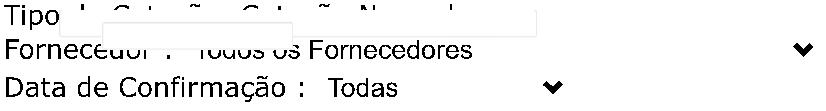 Tipo
Fornecedor : Todos os Fornecedores
Data de Confirmação : Todas